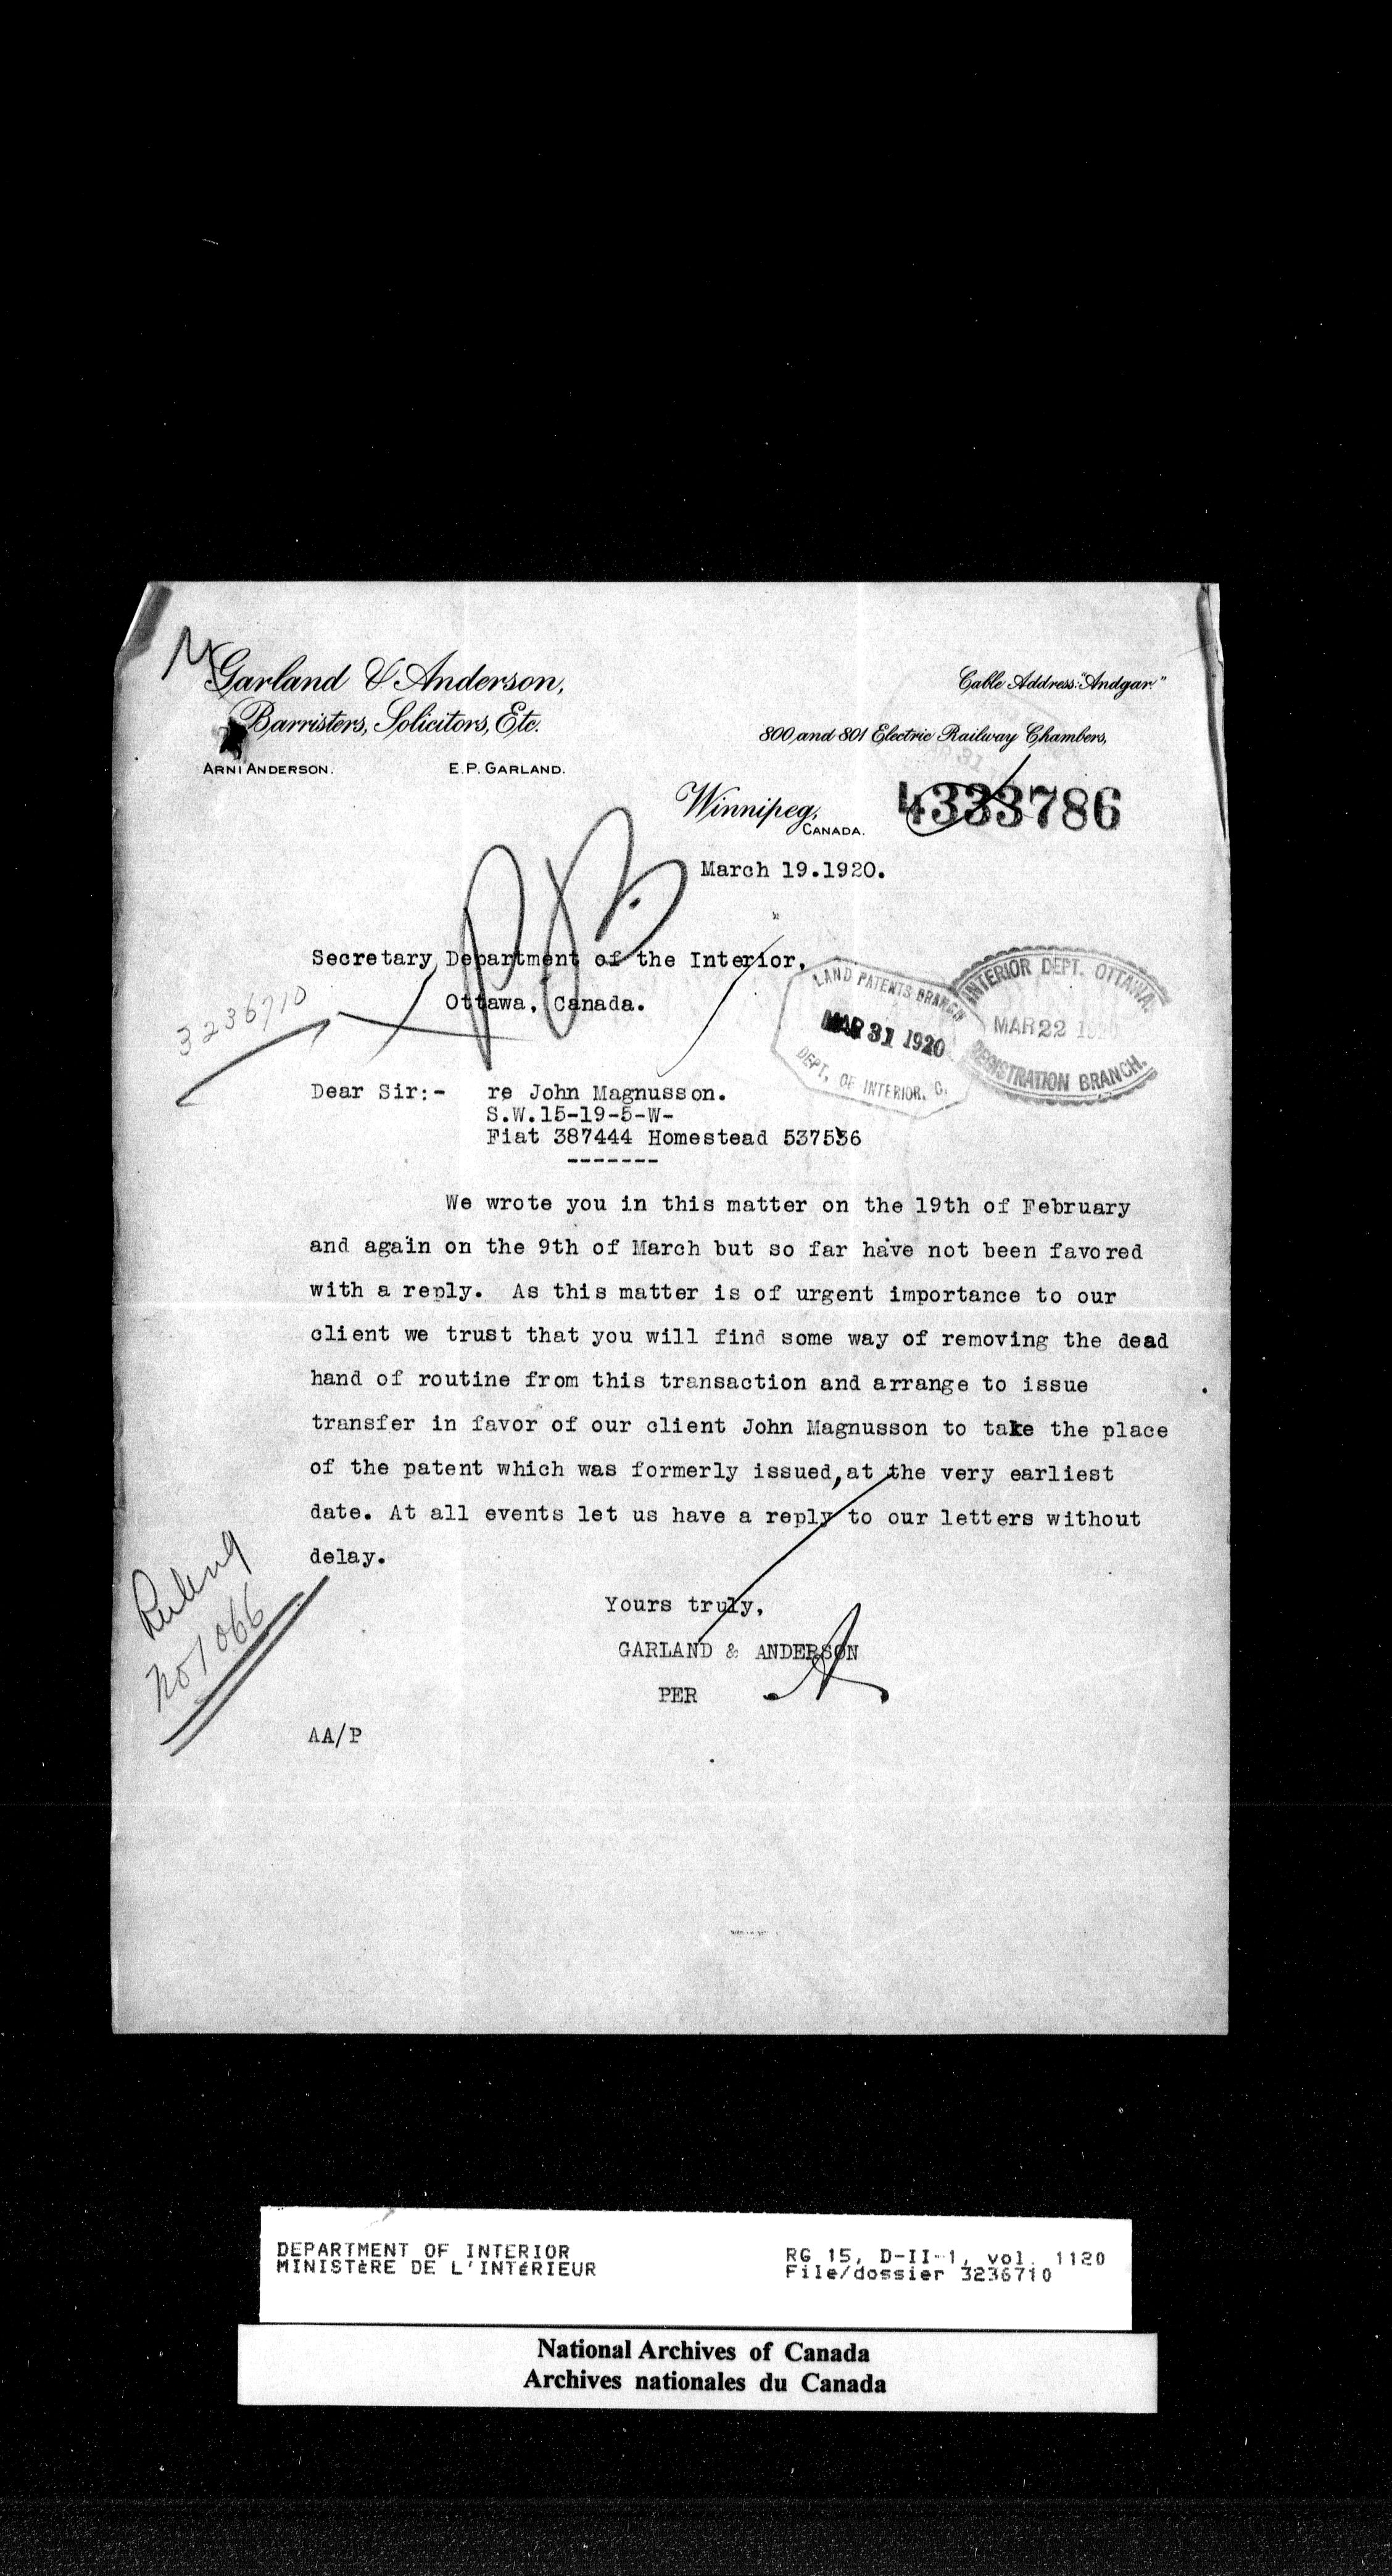 Garland & Anderson,
Barristers, Solicitors, Etc.
ARNI ANDERSON. E.P. GARLAND.
Cable Address: "Andgar."
800 and 801 Electric Railway Chambers,
Winnipeg,
CANADA.
4333786
March 19.1920.
Secretary Department of the Interior,
Ottawa, Canada.
3236710
LAND PATENTS BRANCH
MAR 31 1920
DEPT. OF INTERIOR. O.
INTERIOR DEPT. OTTAWA.
MAR 22 1920
REGISTRATION BRANCH.
Dear Sir:- re John Magnusson.
S.W.15-19-5-W-
Fiat 387444 Homestead 537536
-------
We wrote you in this matter on the 19th of February
and again on the 9th of March but so far have not been favored
with a reply. As this matter is of urgent importance to our
client we trust that you will find some way of removing the dead
hand of routine from this transaction and arrange to issue
transfer in favor of our client John Magnusson to take the place
of the patent which was formerly issued, at the very earliest
date. At all events let us have a reply to our letters without
delay.
Ruling
No 1066
Yours truly,
GARLAND & ANDERSON
PER A
AA/P
DEPARTMENT OF INTERIOR
MINISTÈRE DE L'INTÉRIEUR
RG 15, D-II-1, vol. 1120
File/dossier 3236710
National Archives of Canada
Archives nationales du Canada